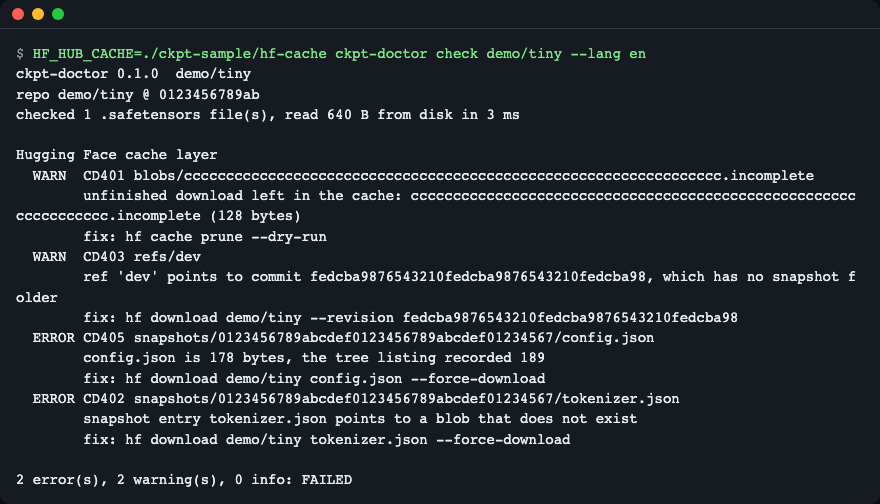 $ HF_HUB_CACHE=./ckpt-sample/hf-cache ckpt-doctor check demo/tiny --lang en
ckpt-doctor 0.1.0  demo/tiny
repo demo/tiny @ 0123456789ab
checked 1 .safetensors file(s), read 640 B from disk in 3 ms
Hugging Face cache layer
WARN  CD401 blobs/cccccccccccccccccccccccccccccccccccccccccccccccccccccccccccccccc.incomplete
unfinished download left in the cache: ccccccccccccccccccccccccccccccccccccccccccccccccccccc
ccccccccccc.incomplete (128 bytes)
fix: hf cache prune --dry-run
WARN  CD403 refs/dev
ref 'dev' points to commit fedcba9876543210fedcba9876543210fedcba98, which has no snapshot f
older
fix: hf download demo/tiny --revision fedcba9876543210fedcba9876543210fedcba98
ERROR CD405 snapshots/0123456789abcdef0123456789abcdef01234567/config.json
config.json is 178 bytes, the tree listing recorded 189
fix: hf download demo/tiny config.json --force-download
ERROR CD402 snapshots/0123456789abcdef0123456789abcdef01234567/tokenizer.json
snapshot entry tokenizer.json points to a blob that does not exist
fix: hf download demo/tiny tokenizer.json --force-download
2 error(s), 2 warning(s), 0 info: FAILED